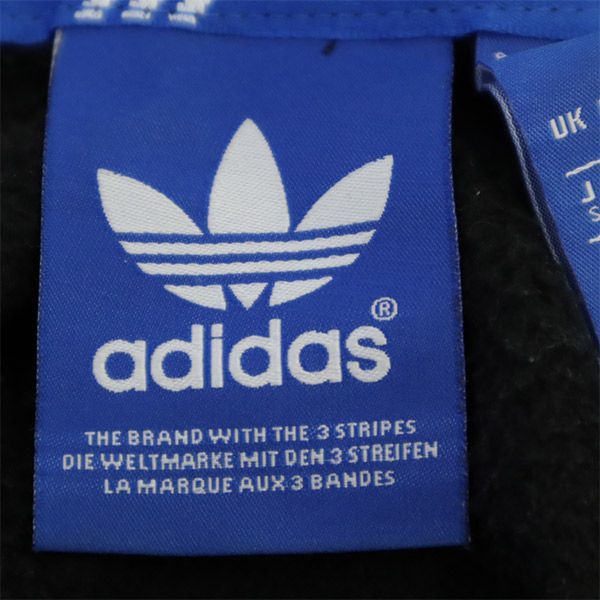 adidas®
THE BRAND WITH THE 3 STRIPES
DIE WELTMARKE MIT DEN 3 STREIFEN
LA MARQUE AUX 3 BANDES
UK
J